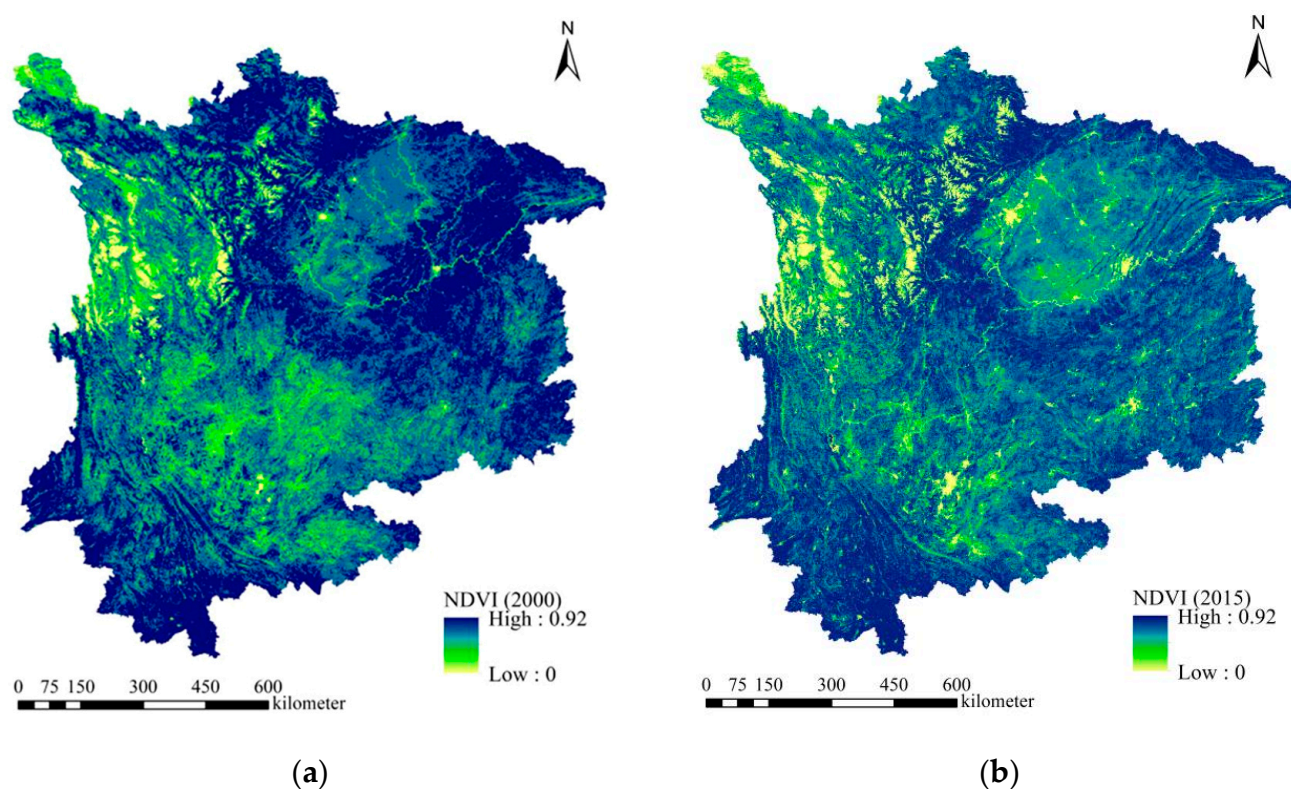 N
NDVI (2000)
High : 0.92
Low : 0
0 75 150 300 450 600
kilometer
(a)
N
NDVI (2015)
High : 0.92
Low : 0
0 75 150 300 450 600
kilometer
(b)